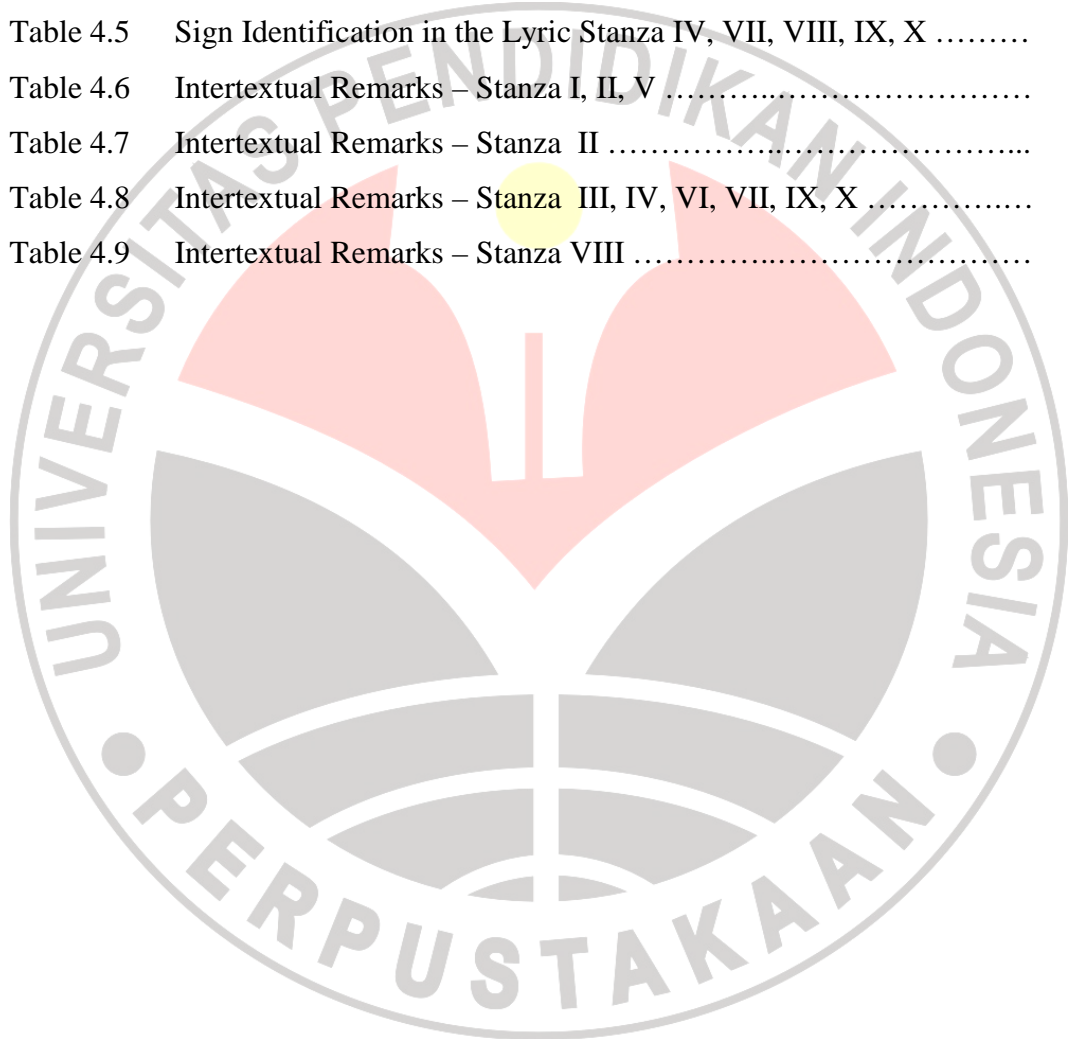 Table 4.5 Sign Identification in the Lyric Stanza IV, VII, VIII, IX, X ………
Table 4.6 Intertextual Remarks – Stanza I, II, V ………..……………………
Table 4.7 Intertextual Remarks – Stanza II ……………..…………………...
Table 4.8 Intertextual Remarks – Stanza III, IV, VI, VII, IX, X ………….…
Table 4.9 Intertextual Remarks – Stanza VIII …………..……………………
UNIVERSITAS PENDIDIKAN INDONESIA
PERPUSTAKAAN